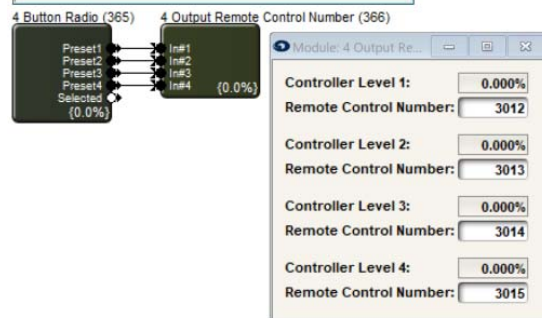 4 Button Radio (365)
Preset1
Preset2
Preset3
Preset4
Selected
{0.0%}
4 Output Remote Control Number (366)
In#1
In#2
In#3
In#4
{0.0%}
Module: 4 Output Re...
Controller Level 1: 0.000%
Remote Control Number: 3012
Controller Level 2: 0.000%
Remote Control Number: 3013
Controller Level 3: 0.000%
Remote Control Number: 3014
Controller Level 4: 0.000%
Remote Control Number: 3015